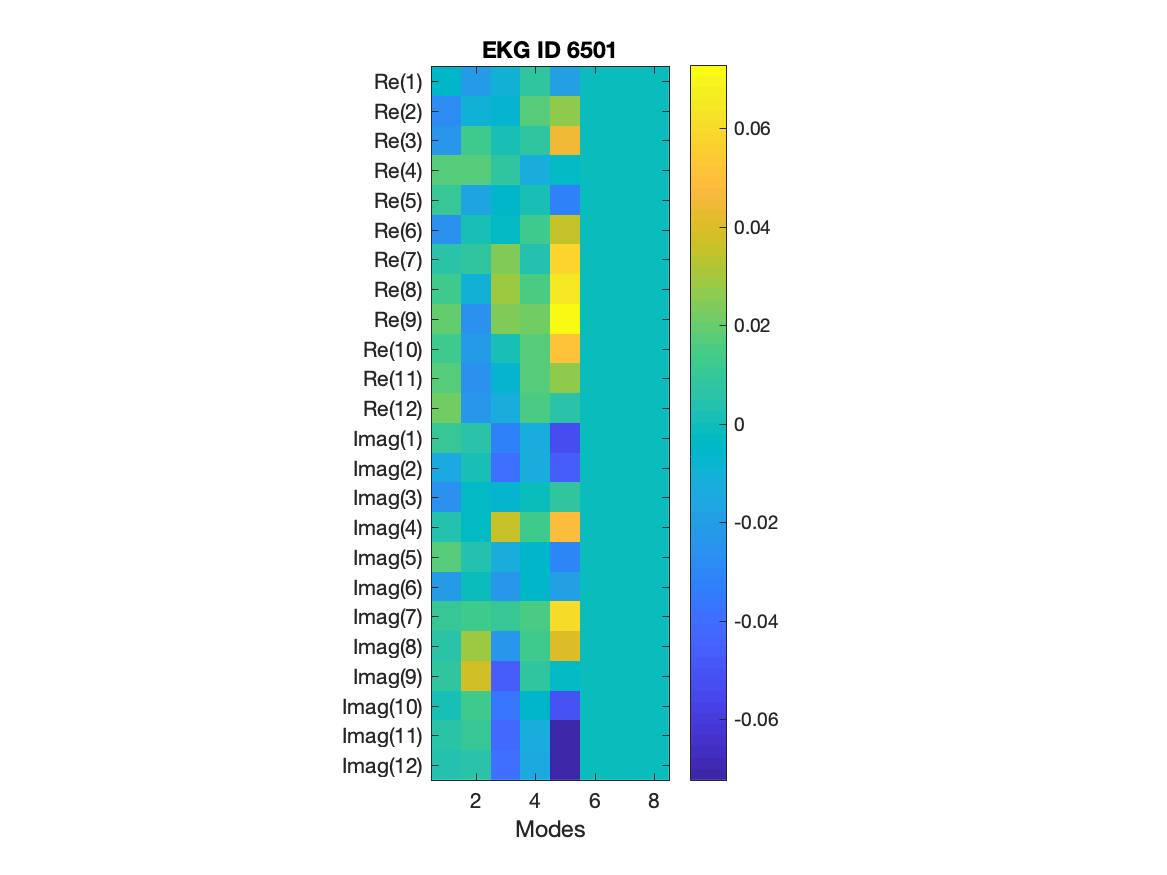 EKG ID 6501
Re(1)
Re(2)
Re(3)
Re(4)
Re(5)
Re(6)
Re(7)
Re(8)
Re(9)
Re(10)
Re(11)
Re(12)
Imag(1)
Imag(2)
Imag(3)
Imag(4)
Imag(5)
Imag(6)
Imag(7)
Imag(8)
Imag(9)
Imag(10)
Imag(11)
Imag(12)
2 4 6 8
Modes
0.06
0.04
0.02
0
-0.02
-0.04
-0.06